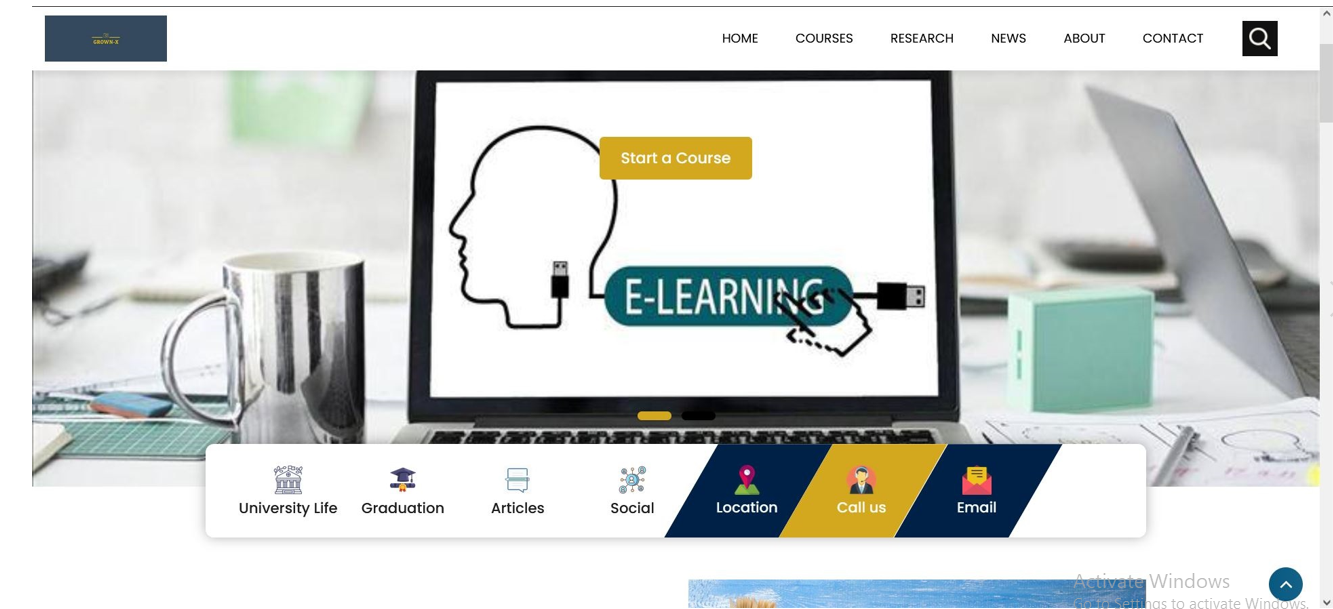 GROWN-X
HOME COURSES RESEARCH NEWS ABOUT CONTACT
Start a Course
E-LEARNING
University Life Graduation Articles Social Location Call us Email
Activate Windows
Go to Settings to activate Windows.